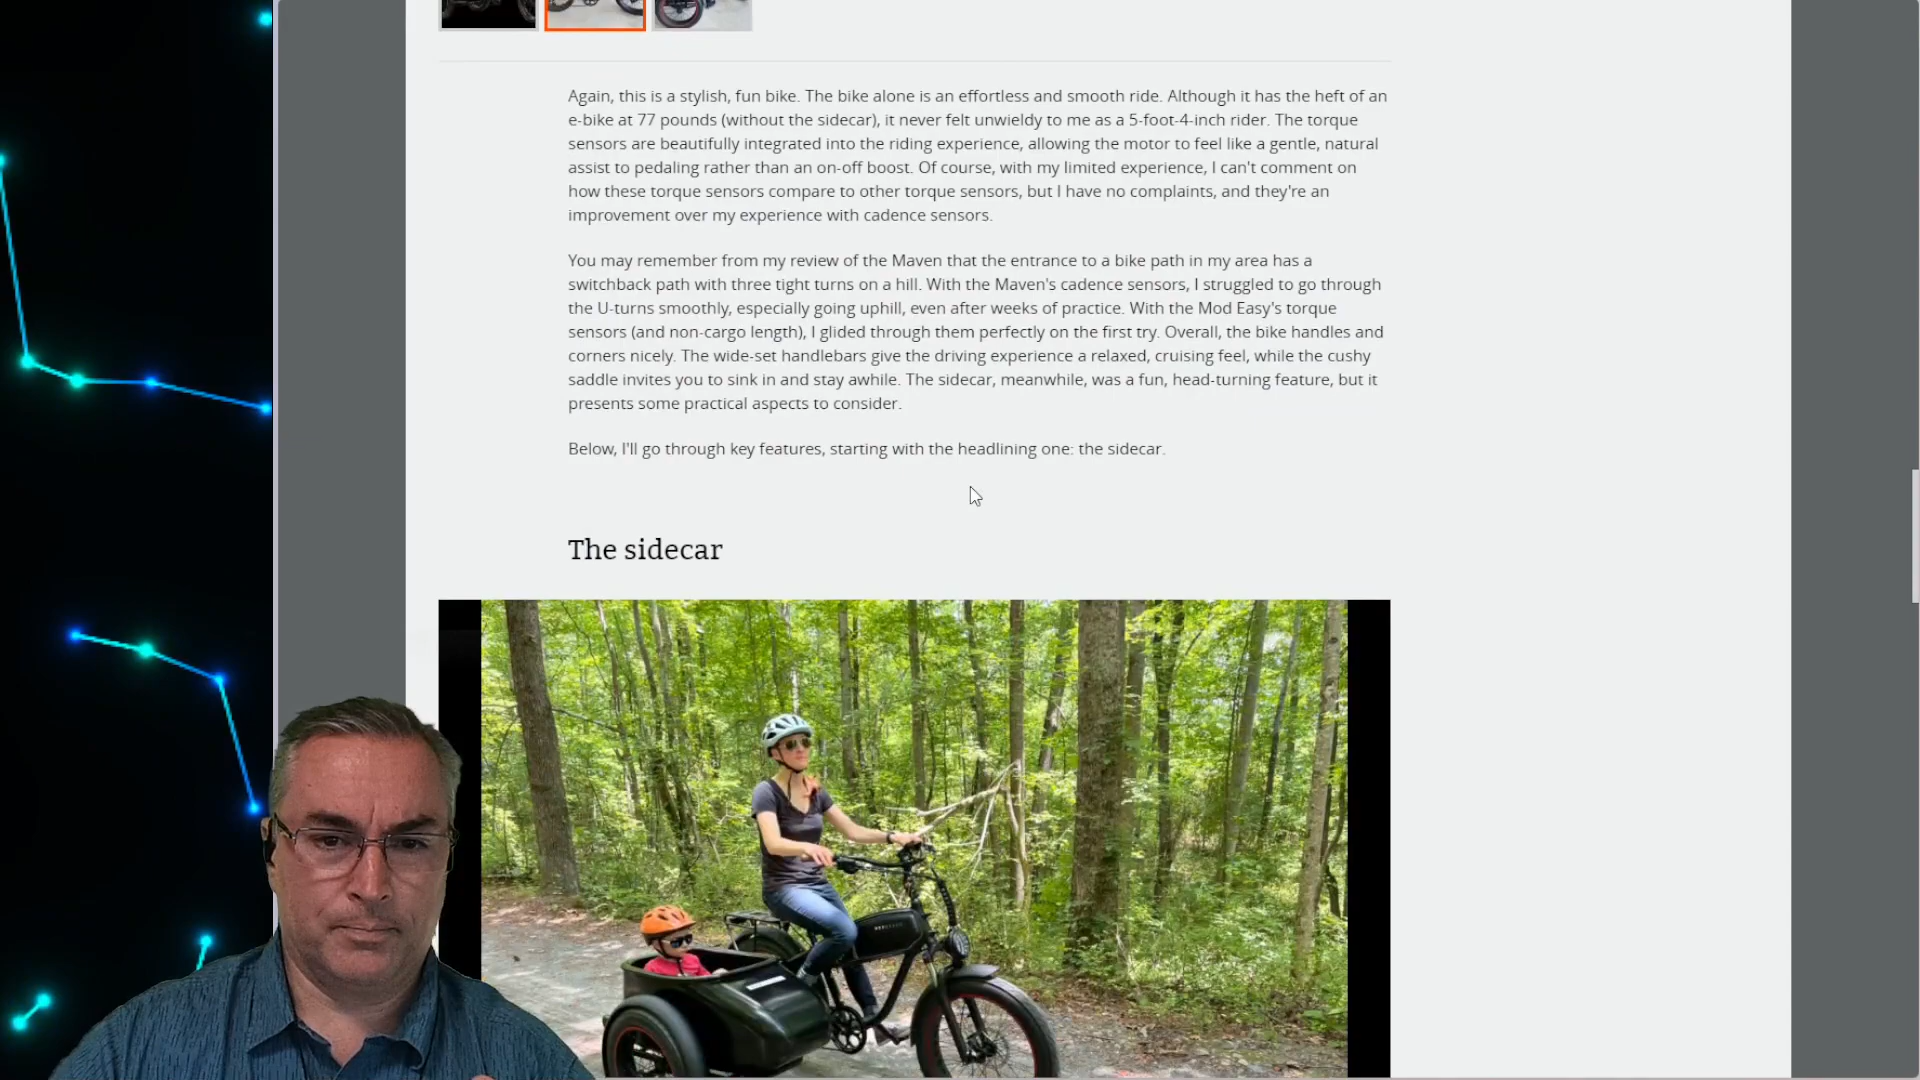 Again, this is a stylish, fun bike. The bike alone is an effortless and smooth ride. Although it has the heft of an
e-bike at 77 pounds (without the sidecar), it never felt unwieldy to me as a 5-foot-4-inch rider. The torque
sensors are beautifully integrated into the riding experience, allowing the motor to feel like a gentle, natural
assist to pedaling rather than an on-off boost. Of course, with my limited experience, I can't comment on
how these torque sensors compare to other torque sensors, but I have no complaints, and they're an
improvement over my experience with cadence sensors.
You may remember from my review of the Maven that the entrance to a bike path in my area has a
switchback path with three tight turns on a hill. With the Maven's cadence sensors, I struggled to go through
the U-turns smoothly, especially going uphill, even after weeks of practice. With the Mod Easy's torque
sensors (and non-cargo length), I glided through them perfectly on the first try. Overall, the bike handles and
corners nicely. The wide-set handlebars give the driving experience a relaxed, cruising feel, while the cushy
saddle invites you to sink in and stay awhile. The sidecar, meanwhile, was a fun, head-turning feature, but it
presents some practical aspects to consider.
Below, I'll go through key features, starting with the headlining one: the sidecar.
The sidecar